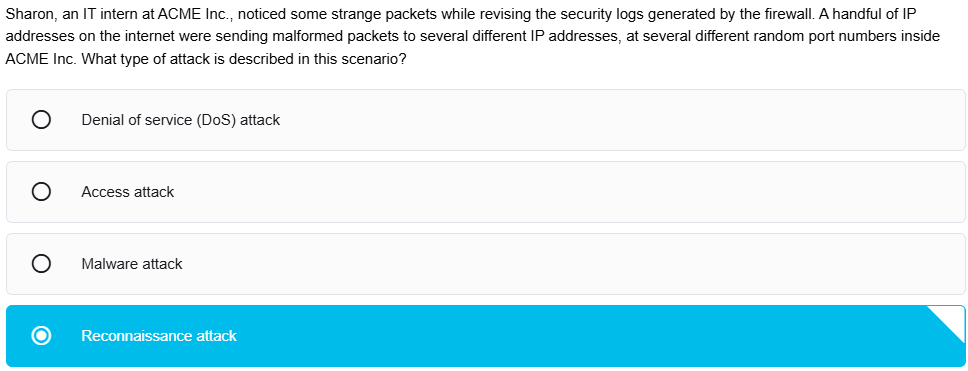 Sharon, an IT intern at ACME Inc., noticed some strange packets while revising the security logs generated by the firewall. A handful of IP
addresses on the internet were sending malformed packets to several different IP addresses, at several different random port numbers inside
ACME Inc. What type of attack is described in this scenario?
Denial of service (DoS) attack
Access attack
Malware attack
Reconnaissance attack